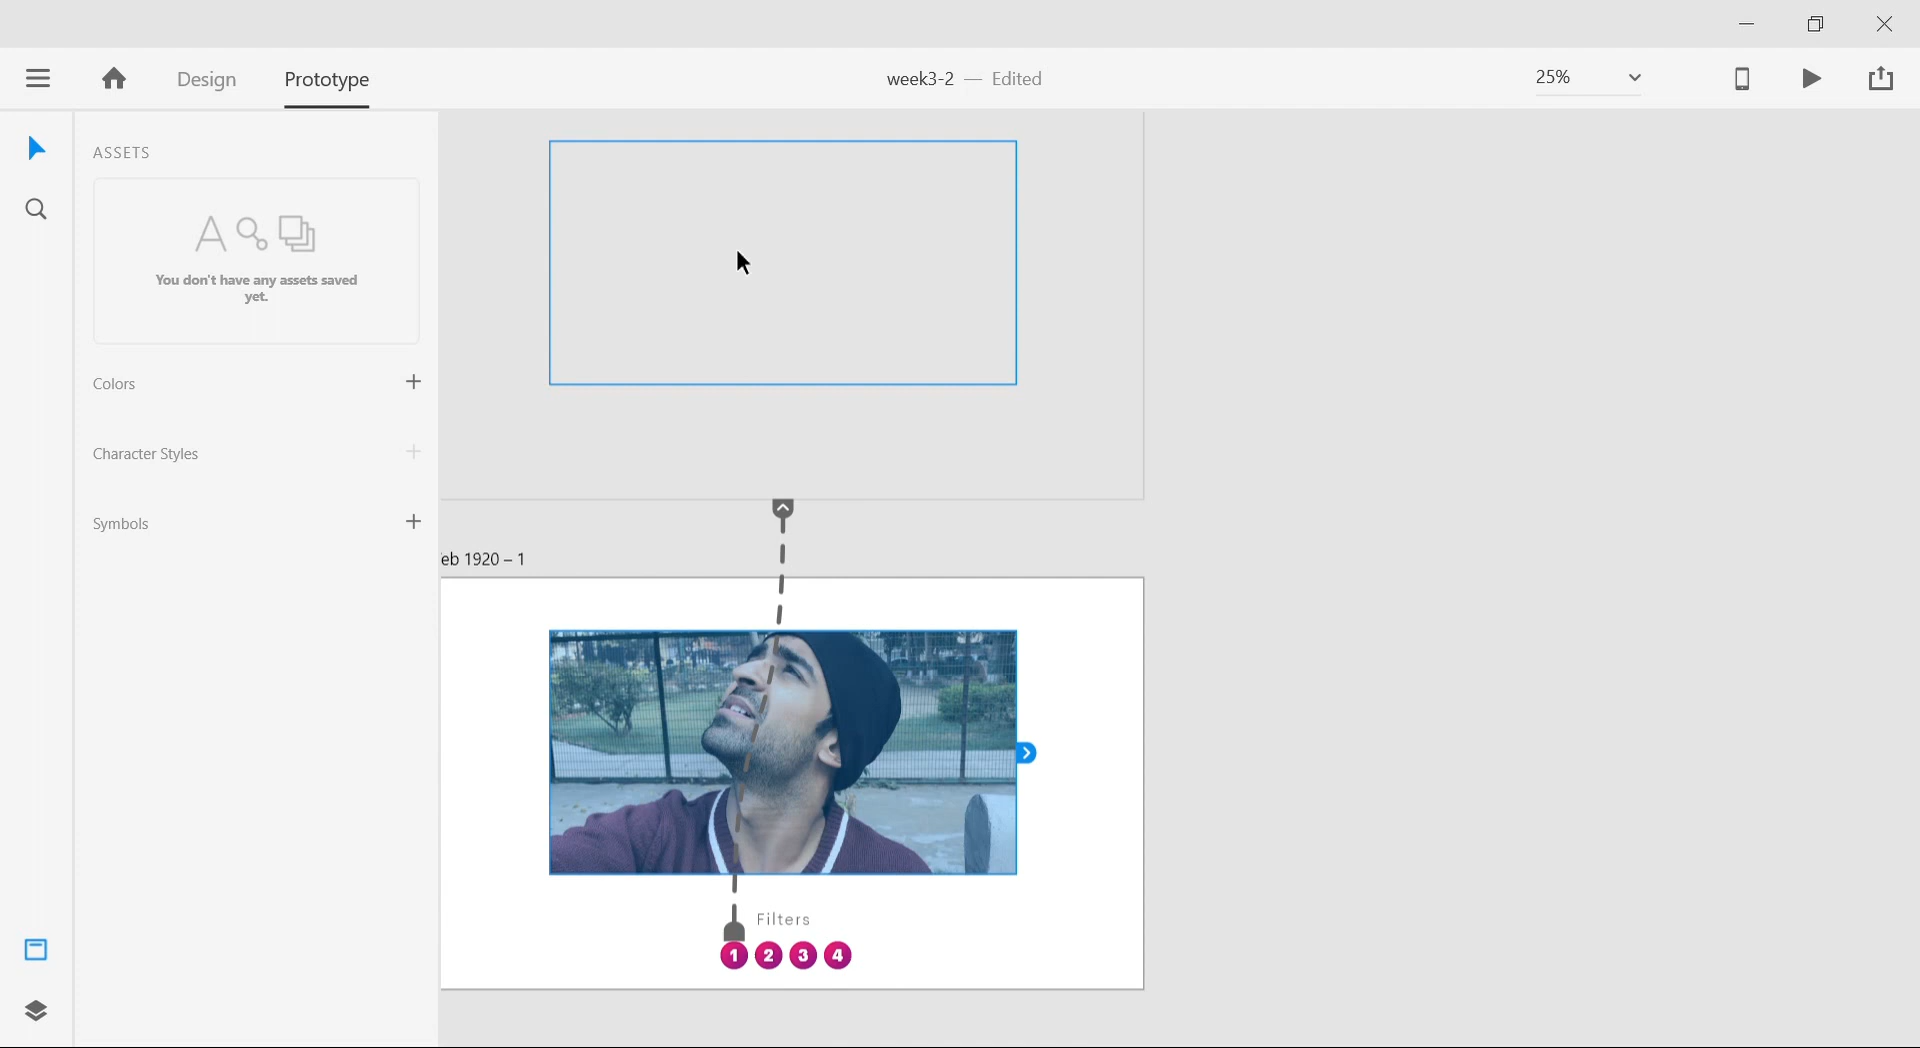 Design
Prototype
week3-2 — Edited
25%
ASSETS
You don't have any assets saved
yet.
Colors
Character Styles
Symbols
eb 1920 – 1
Filters
1 2 3 4